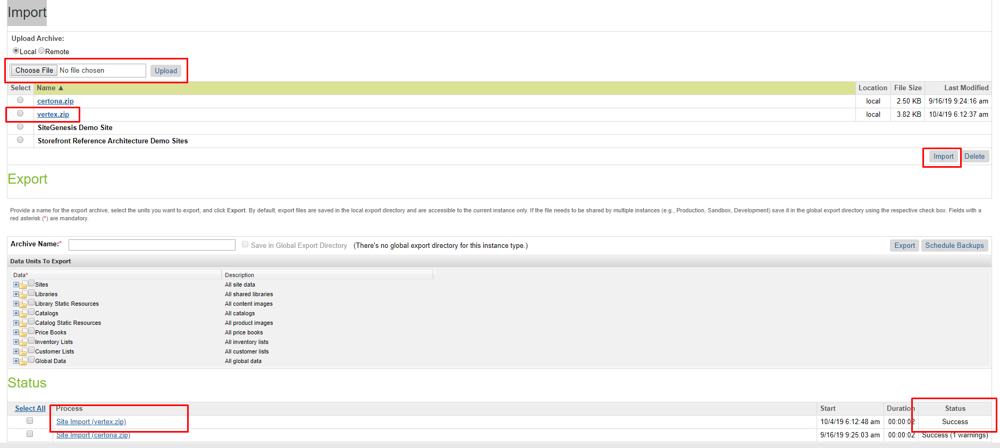 Import
Upload Archive:
Local Remote
Choose File No file chosen Upload
Select Name ▲ Location File Size Last Modified
certona.zip local 2.50 KB 9/16/19 9:24:16 am
vertex.zip local 3.82 KB 10/4/19 6:12:37 am
SiteGenesis Demo Site
Storefront Reference Architecture Demo Sites
Import Delete
Export
Provide a name for the export archive, select the units you want to export, and click Export. By default, export files are saved in the local export directory and are accessible to the current instance only. If the file needs to be shared by multiple instances (e.g., Production, Sandbox, Development) save it in the global export directory using the respective check box. Fields with a
red asterisk (*) are mandatory.
Archive Name:* Save in Global Export Directory (There's no global export directory for this instance type.) Export Schedule Backups
Data Units To Export
Data* Description
Sites All site data
Libraries All shared libraries
Library Static Resources All content images
Catalogs All catalogs
Catalog Static Resources All product images
Price Books All price books
Inventory Lists All inventory lists
Customer Lists All customer lists
Global Data All global data
Status
Select All Process Start Duration Status
Site Import (vertex.zip) 10/4/19 6:12:48 am 00:00:02 Success
Site Import (certona.zip) 9/16/19 9:25:03 am 00:00:02 Success (1 warnings)